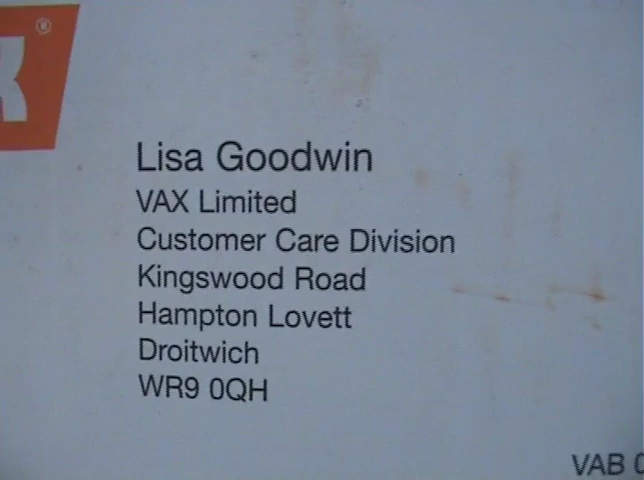 ®
Lisa Goodwin
VAX Limited
Customer Care Division
Kingswood Road
Hampton Lovett
Droitwich
WR9 0QH
VAB